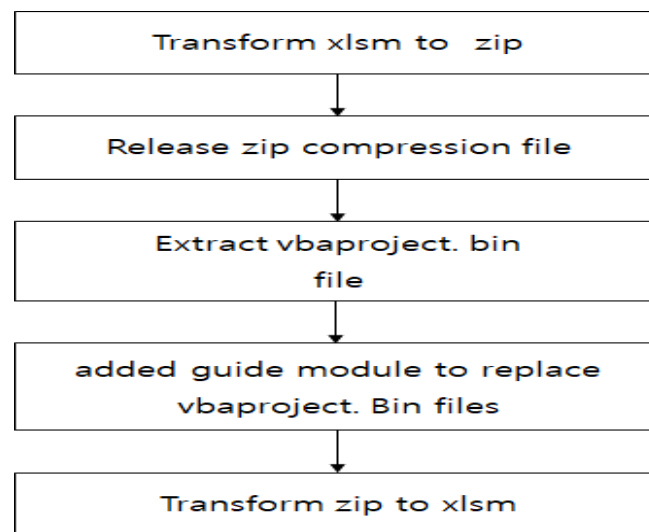 Transform xlsm to zip
Release zip compression file
Extract vbaproject. bin
file
added guide module to replace
vbaproject. Bin files
Transform zip to xlsm